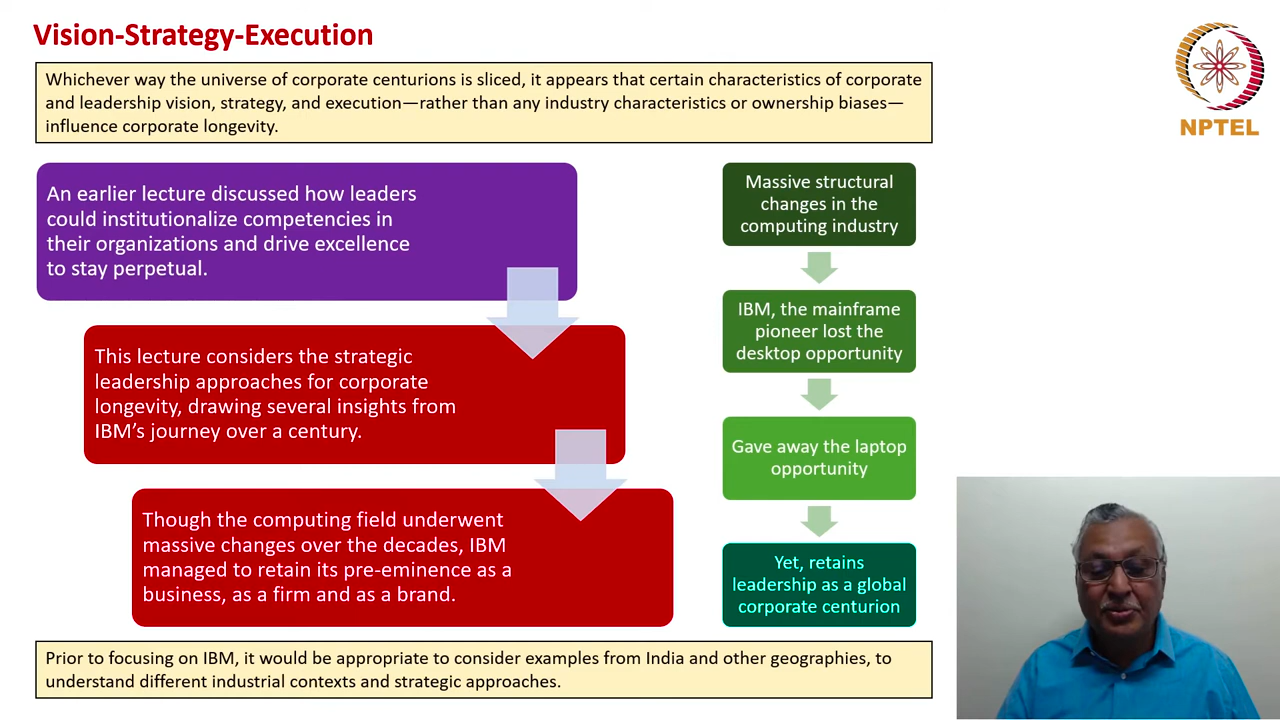 Vision-Strategy-Execution
Whichever way the universe of corporate centurions is sliced, it appears that certain characteristics of corporate
and leadership vision, strategy, and execution—rather than any industry characteristics or ownership biases—
influence corporate longevity.
NPTEL
An earlier lecture discussed how leaders
could institutionalize competencies in
their organizations and drive excellence
to stay perpetual.
This lecture considers the strategic
leadership approaches for corporate
longevity, drawing several insights from
IBM's journey over a century.
Though the computing field underwent
massive changes over the decades, IBM
managed to retain its pre-eminence as a
business, as a firm and as a brand.
Massive structural
changes in the
computing industry
IBM, the mainframe
pioneer lost the
desktop opportunity
Gave away the laptop
opportunity
Yet, retains
leadership as a global
corporate centurion
Prior to focusing on IBM, it would be appropriate to consider examples from India and other geographies, to
understand different industrial contexts and strategic approaches.